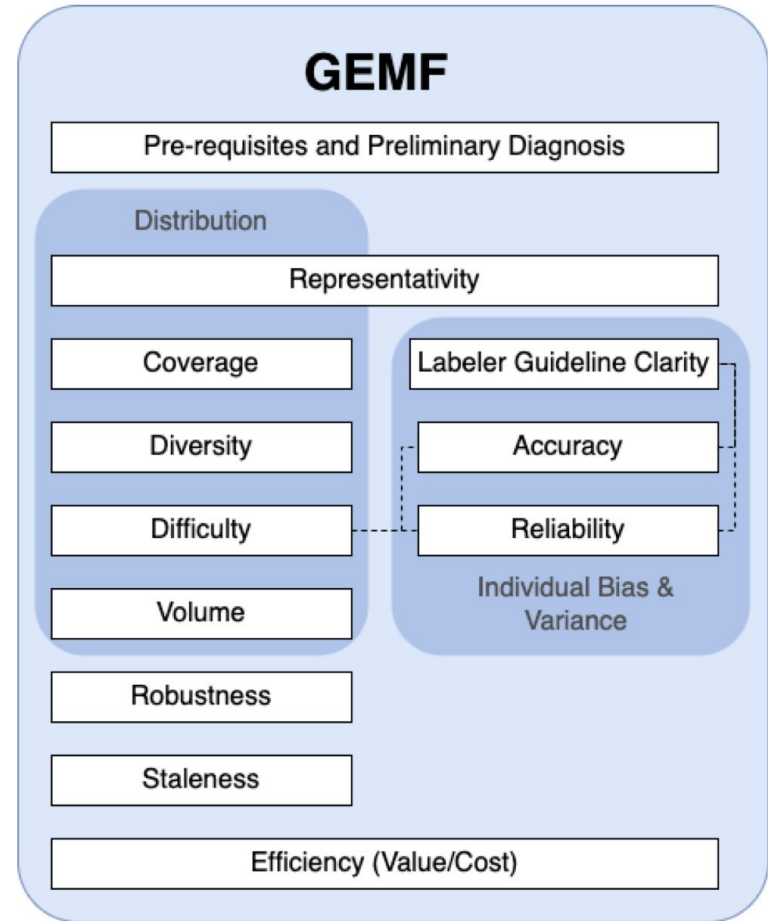 GEMF
Pre-requisites and Preliminary Diagnosis
Distribution
Representativity
Coverage
Labeler Guideline Clarity
Diversity
Accuracy
Difficulty
Reliability
Individual Bias &
Variance
Volume
Robustness
Staleness
Efficiency (Value/Cost)